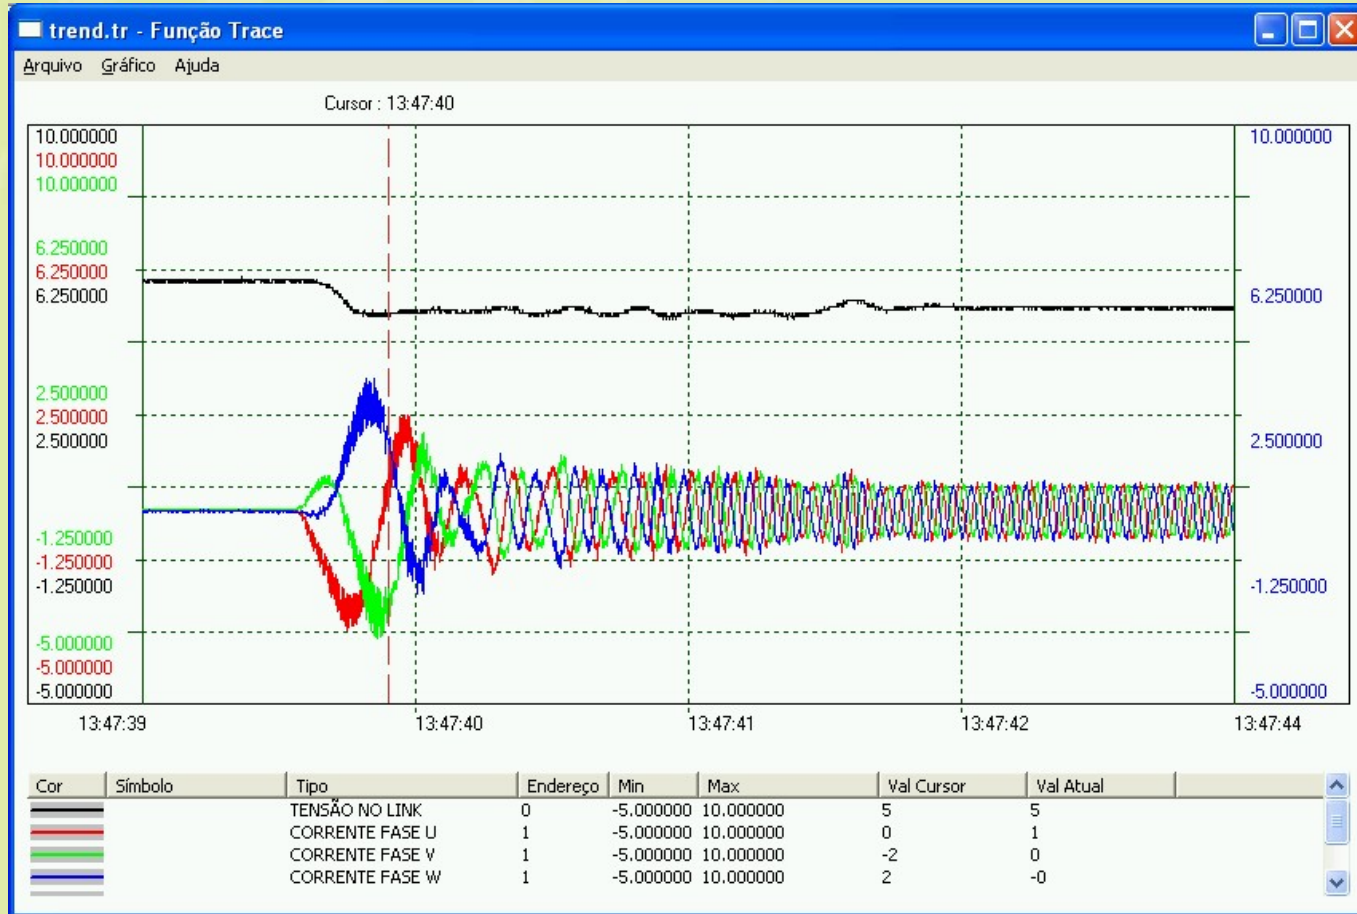 trend.tr - Função Trace
Arquivo Gráfico Ajuda
Cursor : 13:47:40
10.000000
10.000000
10.000000
10.000000
6.250000
6.250000
6.250000
6.250000
2.500000
2.500000
2.500000
2.500000
-1.250000
-1.250000
-1.250000
-1.250000
-5.000000
-5.000000
-5.000000
-5.000000
13:47:39 13:47:40 13:47:41 13:47:42 13:47:44
Cor Símbolo Tipo Endereço Min Max Val Cursor Val Atual
TENSÃO NO LINK 0 -5.000000 10.000000 5 5
CORRENTE FASE U 1 -5.000000 10.000000 0 1
CORRENTE FASE V 1 -5.000000 10.000000 -2 0
CORRENTE FASE W 1 -5.000000 10.000000 2 -0